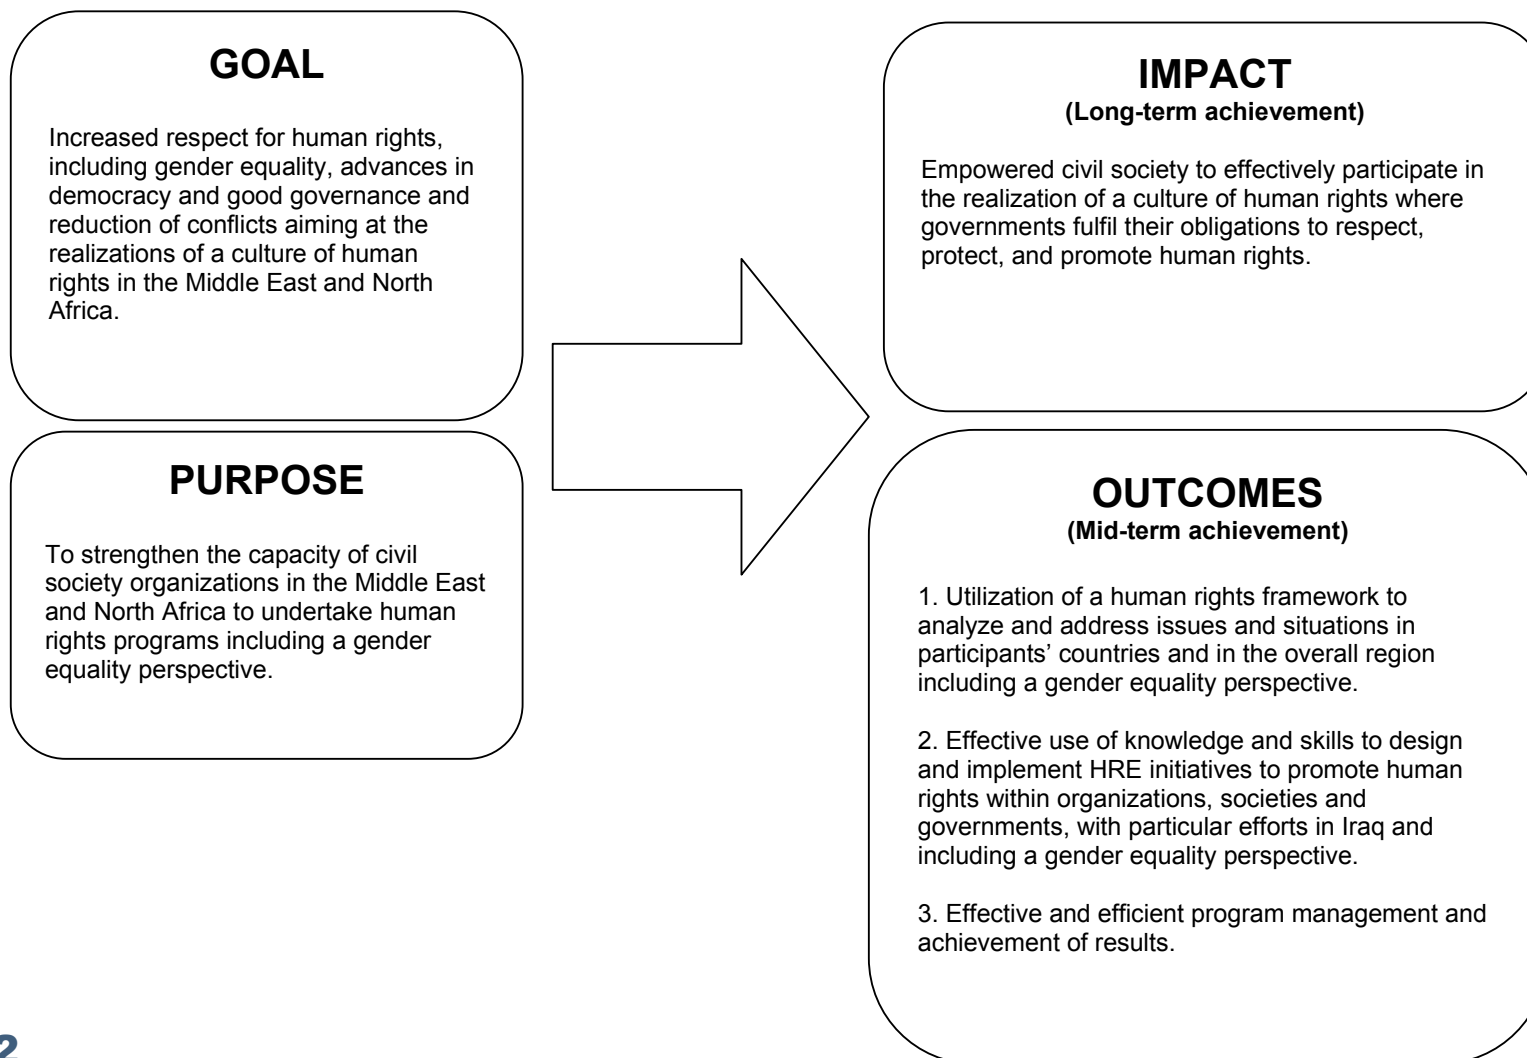 GOAL
Increased respect for human rights,
including gender equality, advances in
democracy and good governance and
reduction of conflicts aiming at the
realizations of a culture of human
rights in the Middle East and North
Africa.
PURPOSE
To strengthen the capacity of civil
society organizations in the Middle East
and North Africa to undertake human
rights programs including a gender
equality perspective.
IMPACT
(Long-term achievement)
Empowered civil society to effectively participate in
the realization of a culture of human rights where
governments fulfil their obligations to respect,
protect, and promote human rights.
OUTCOMES
(Mid-term achievement)
1. Utilization of a human rights framework to
analyze and address issues and situations in
participants’ countries and in the overall region
including a gender equality perspective.
2. Effective use of knowledge and skills to design
and implement HRE initiatives to promote human
rights within organizations, societies and
governments, with particular efforts in Iraq and
including a gender equality perspective.
3. Effective and efficient program management and
achievement of results.
2